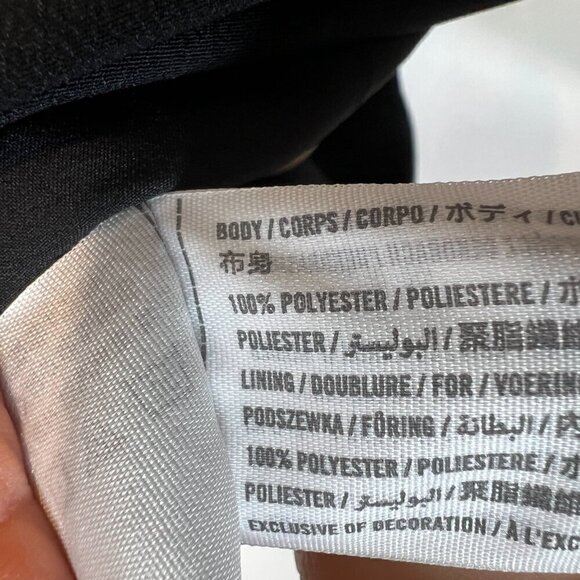 BODY / CORPS / CORPO / ボディ /
布身
100% POLYESTER / POLIESTERE /
POLIESTER / البوليستر / 聚脂纖維
LINING / DOUBLURE / FOR / VOERIN
PODSZEWKA / FÖRING / البطانة /
100% POLYESTER / POLIESTERE /
POLIESTER / البوليستر / 聚脂纖維
EXCLUSIVE OF DECORATION / À L'EXC